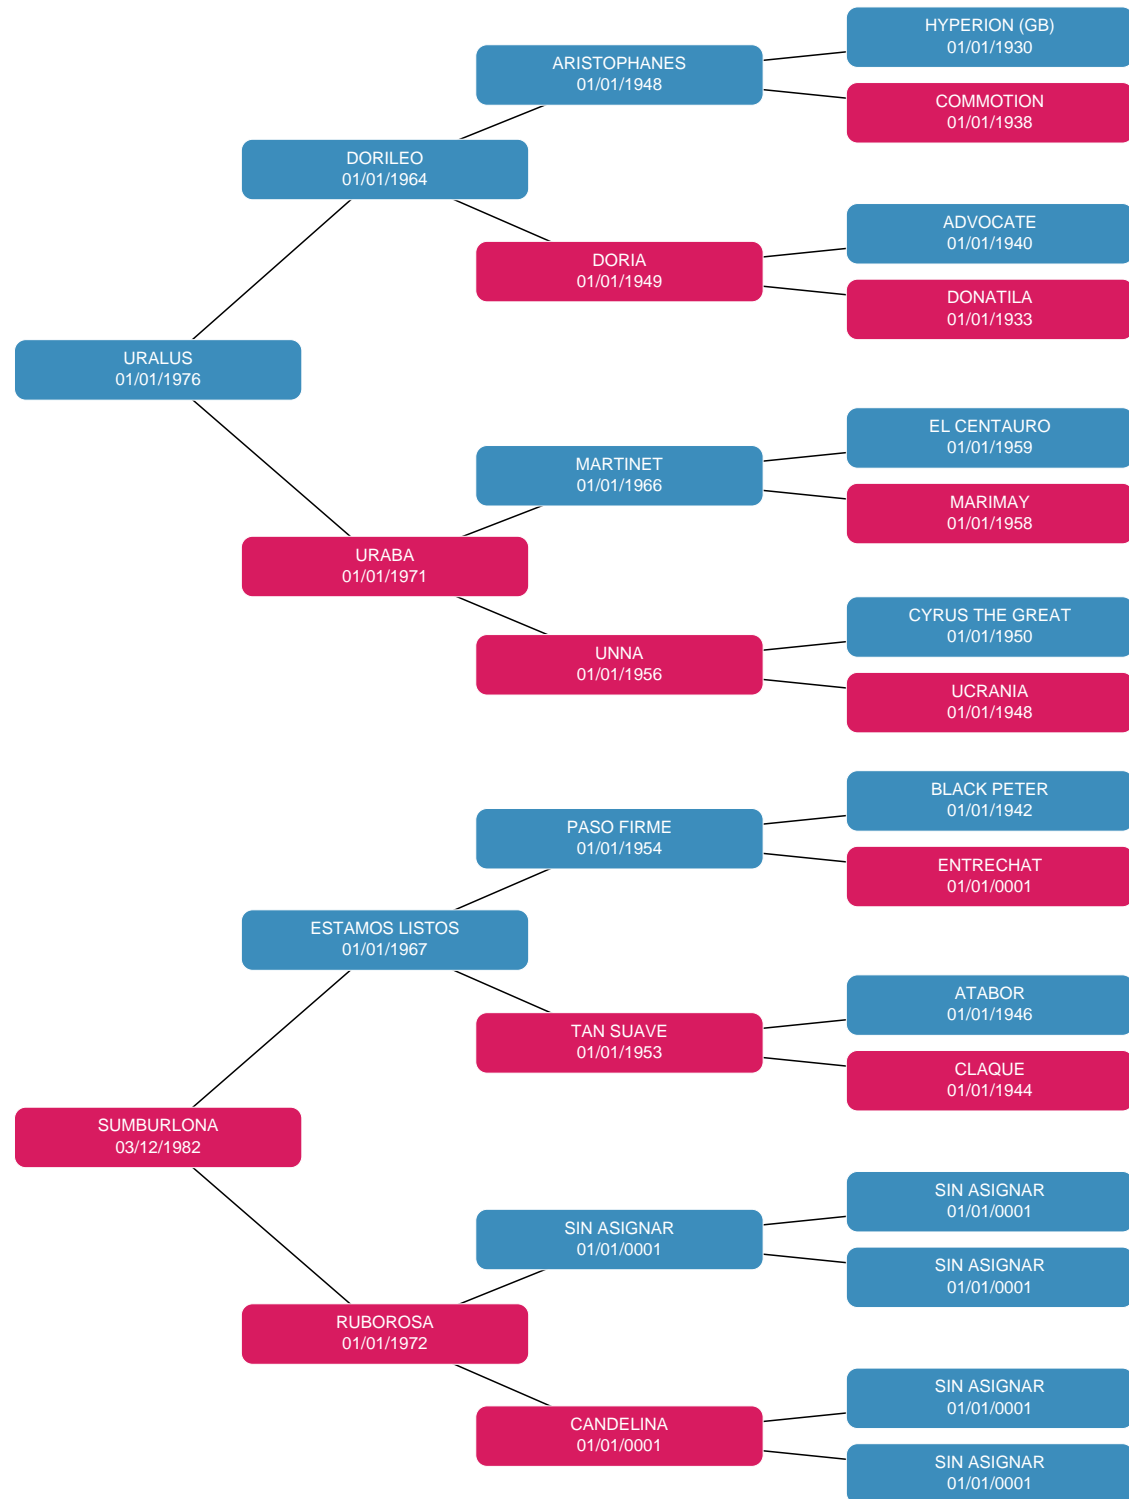 HYPERION (GB)
01/01/1930
ARISTOPHANES
01/01/1948
COMMOTION
01/01/1938
DORILEO
01/01/1964
ADVOCATE
01/01/1940
DORIA
01/01/1949
DONATILA
01/01/1933
URALUS
01/01/1976
EL CENTAURO
01/01/1959
MARTINET
01/01/1966
MARIMAY
01/01/1958
URABA
01/01/1971
CYRUS THE GREAT
01/01/1950
UNNA
01/01/1956
UCRANIA
01/01/1948
BLACK PETER
01/01/1942
PASO FIRME
01/01/1954
ENTRECHAT
01/01/0001
ESTAMOS LISTOS
01/01/1967
ATABOR
01/01/1946
TAN SUAVE
01/01/1953
CLAQUE
01/01/1944
SUMBURLONA
03/12/1982
SIN ASIGNAR
01/01/0001
SIN ASIGNAR
01/01/0001
SIN ASIGNAR
01/01/0001
RUBOROSA
01/01/1972
SIN ASIGNAR
01/01/0001
CANDELINA
01/01/0001
SIN ASIGNAR
01/01/0001